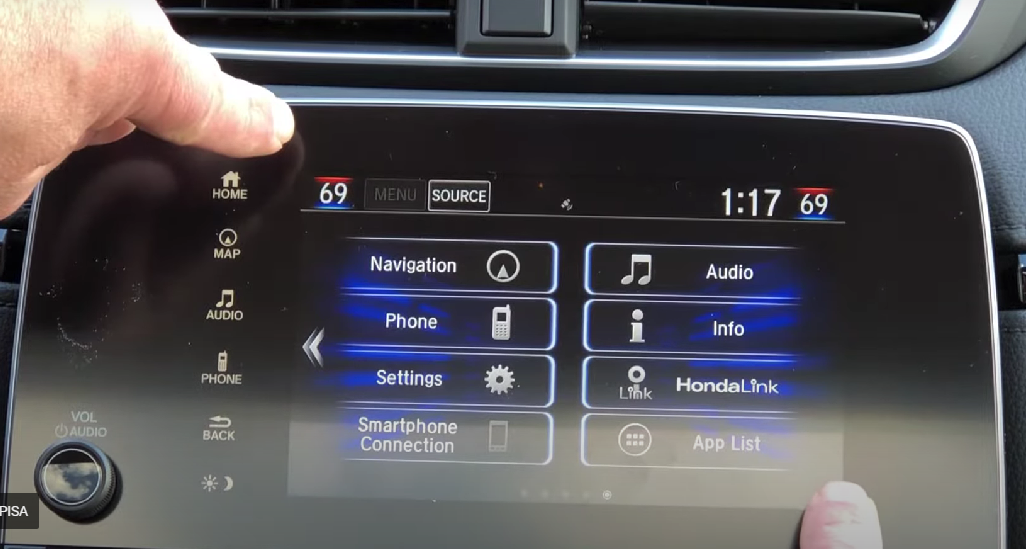 HOME
MAP
AUDIO
PHONE
BACK
VOL
AUDIO
69 MENU SOURCE 1:17 69
Navigation
Audio
Phone
Info
Settings
Link HondaLink
Smartphone
Connection
App List
PISA